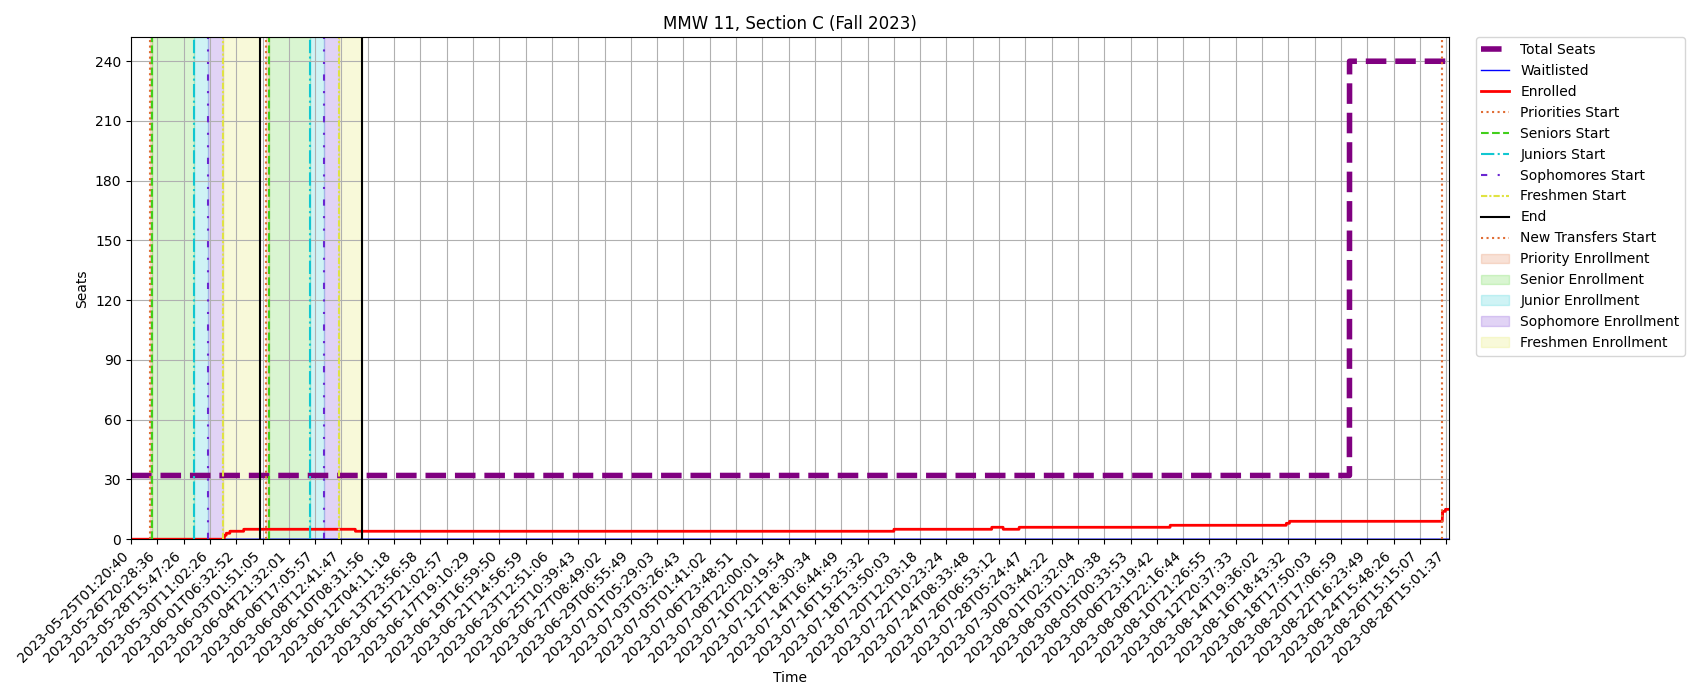 MMW 11, Section C (Fall 2023)
Seats
240
210
180
150
120
90
60
30
0
2023-05-25T01:20:40
2023-05-26T20:28:36
2023-05-28T15:47:26
2023-05-30T11:02:26
2023-06-01T06:32:52
2023-06-03T01:51:05
2023-06-04T21:32:01
2023-06-06T17:05:57
2023-06-08T12:41:47
2023-06-10T08:31:56
2023-06-12T04:11:18
2023-06-13T23:56:58
2023-06-15T21:02:57
2023-06-17T19:10:29
2023-06-19T16:59:50
2023-06-21T14:56:59
2023-06-23T12:51:06
2023-06-25T10:39:43
2023-06-27T08:49:02
2023-06-29T06:55:49
2023-07-01T05:29:03
2023-07-03T03:26:43
2023-07-05T01:41:02
2023-07-06T23:48:51
2023-07-08T22:00:01
2023-07-10T20:19:54
2023-07-12T18:30:34
2023-07-14T16:44:49
2023-07-16T15:25:32
2023-07-18T13:50:03
2023-07-20T12:03:18
2023-07-22T10:23:24
2023-07-24T08:33:48
2023-07-26T06:53:12
2023-07-28T05:24:47
2023-07-30T03:44:22
2023-08-01T02:32:04
2023-08-03T01:20:38
2023-08-05T00:33:53
2023-08-06T23:19:42
2023-08-08T22:16:44
2023-08-10T21:26:55
2023-08-12T20:37:33
2023-08-14T19:36:02
2023-08-16T18:43:32
2023-08-18T17:50:03
2023-08-20T17:06:59
2023-08-22T16:23:49
2023-08-24T15:48:26
2023-08-26T15:15:07
2023-08-28T15:01:37
Time
Total Seats
Waitlisted
Enrolled
Priorities Start
Seniors Start
Juniors Start
Sophomores Start
Freshmen Start
End
New Transfers Start
Priority Enrollment
Senior Enrollment
Junior Enrollment
Sophomore Enrollment
Freshmen Enrollment